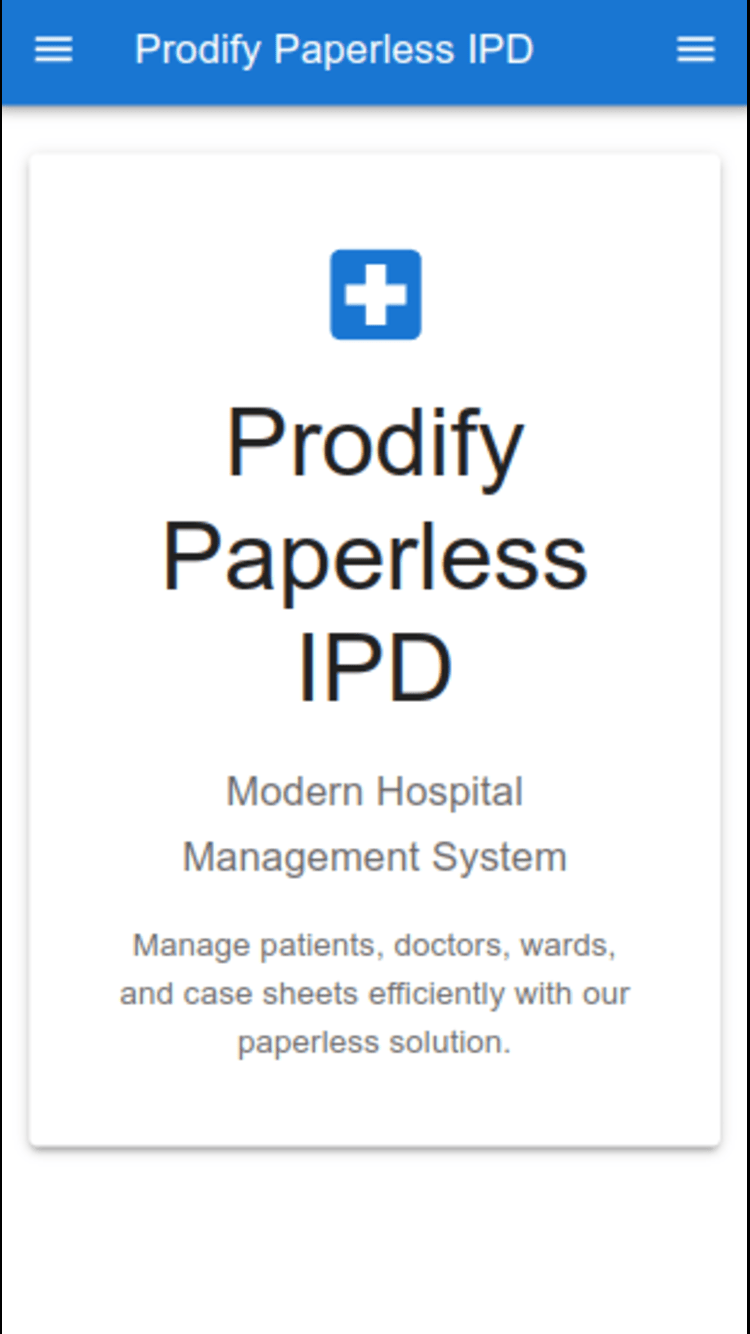 Prodify Paperless IPD
Prodify
Paperless
IPD
Modern Hospital
Management System
Manage patients, doctors, wards,
and case sheets efficiently with our
paperless solution.